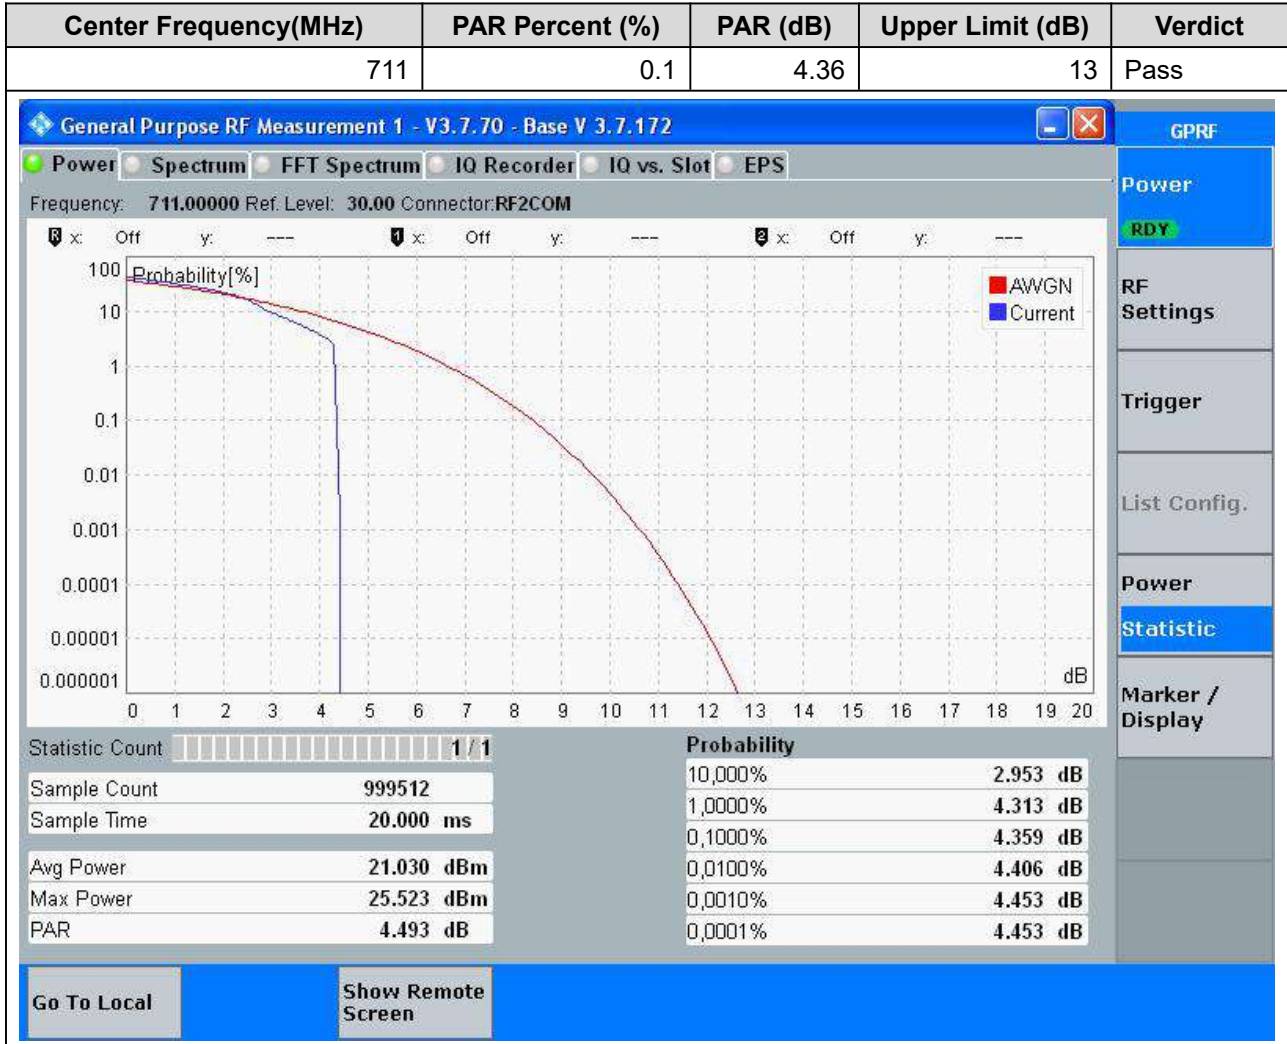 Center Frequency(MHz) PAR Percent (%) PAR (dB) Upper Limit (dB) Verdict
711 0.1 4.36 13 Pass
General Purpose RF Measurement 1 - V3.7.70 - Base V 3.7.172
GPRF
Power Spectrum FFT Spectrum IQ Recorder IQ vs. Slot EPS
Power
RDY
Frequency: 711.00000 Ref. Level: 30.00 Connector:RF2COM
R x: Off y: --- 1 x: Off y: --- 2 x: Off y: ---
RF
Settings
Trigger
List Config.
Power
Statistic
Marker /
Display
Probability[%]
AWGN
Current
100
10
1
0.1
0.01
0.001
0.0001
0.00001
0.000001
dB
0 1 2 3 4 5 6 7 8 9 10 11 12 13 14 15 16 17 18 19 20
Statistic Count 1 / 1
Sample Count 999512
Sample Time 20.000 ms
Avg Power 21.030 dBm
Max Power 25.523 dBm
PAR 4.493 dB
Probability
10,000% 2.953 dB
1,0000% 4.313 dB
0,1000% 4.359 dB
0,0100% 4.406 dB
0,0010% 4.453 dB
0,0001% 4.453 dB
Go To Local
Show Remote
Screen